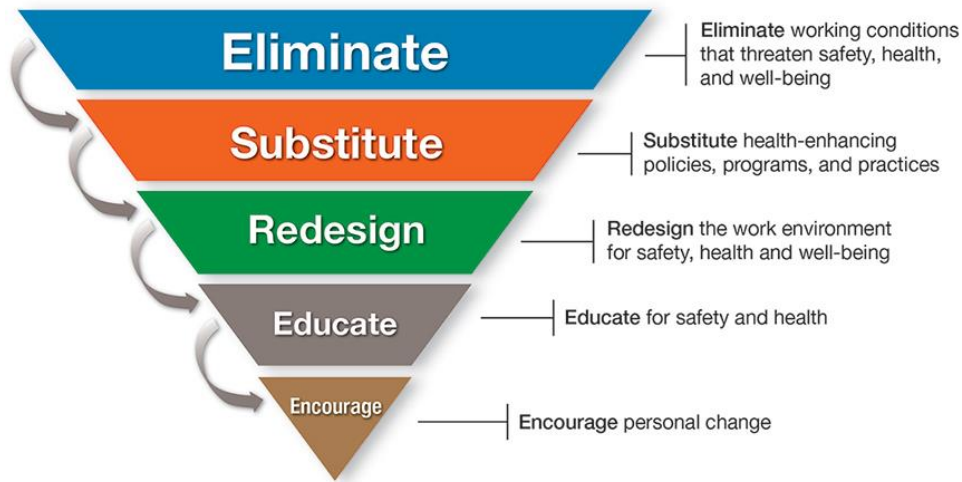 Eliminate
Eliminate working conditions
that threaten safety, health,
and well-being
Substitute
Substitute health-enhancing
policies, programs, and practices
Redesign
Redesign the work environment
for safety, health and well-being
Educate
Educate for safety and health
Encourage
Encourage personal change